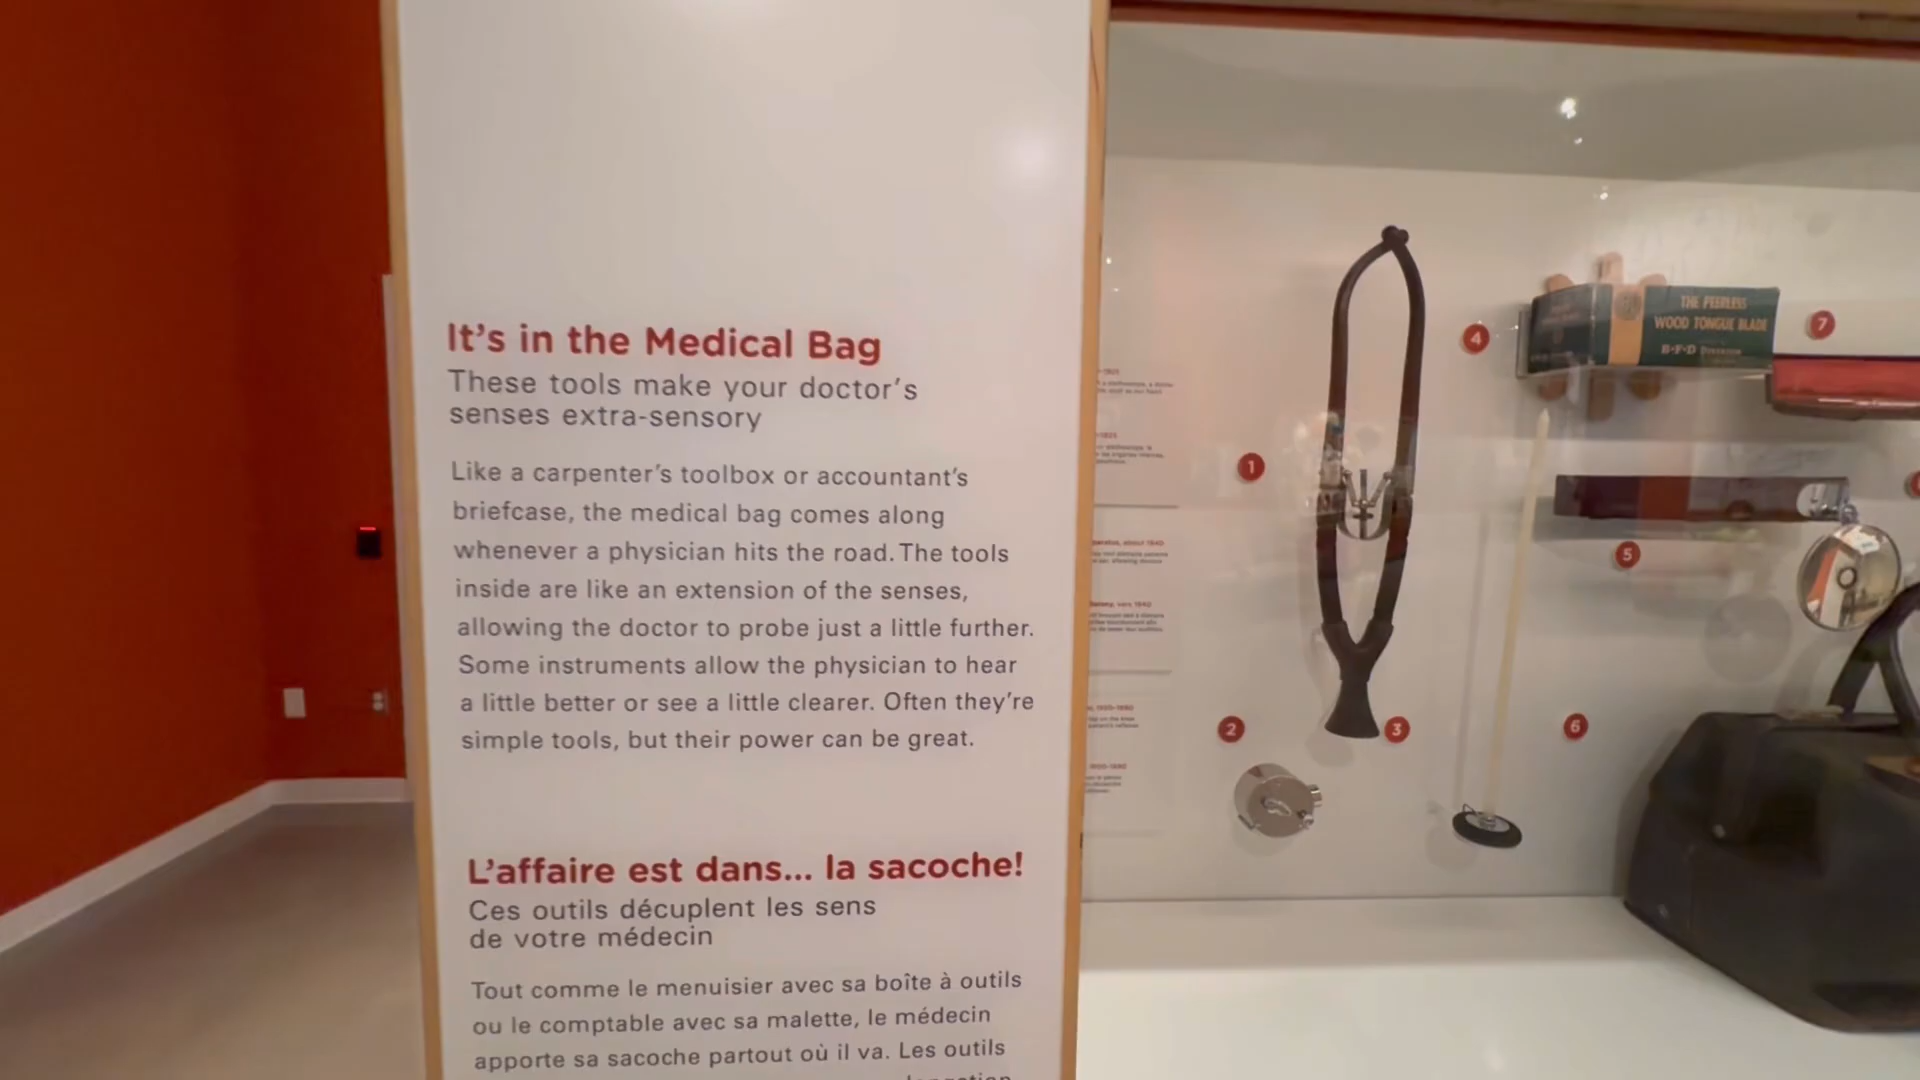 It's in the Medical Bag
These tools make your doctor's
senses extra-sensory
Like a carpenter's toolbox or accountant's
briefcase, the medical bag comes along
whenever a physician hits the road. The tools
inside are like an extension of the senses,
allowing the doctor to probe just a little further.
Some instruments allow the physician to hear
a little better or see a little clearer. Often they're
simple tools, but their power can be great.
L'affaire est dans... la sacoche!
Ces outils décuplent les sens
de votre médecin
Tout comme le menuisier avec sa boîte à outils
ou le comptable avec sa malette, le médecin
apporte sa sacoche partout où il va. Les outils
1
2
3
4
THE PEERLESS
WOOD TONGUE BLADE
B-F-D DIVISION
5
6
7